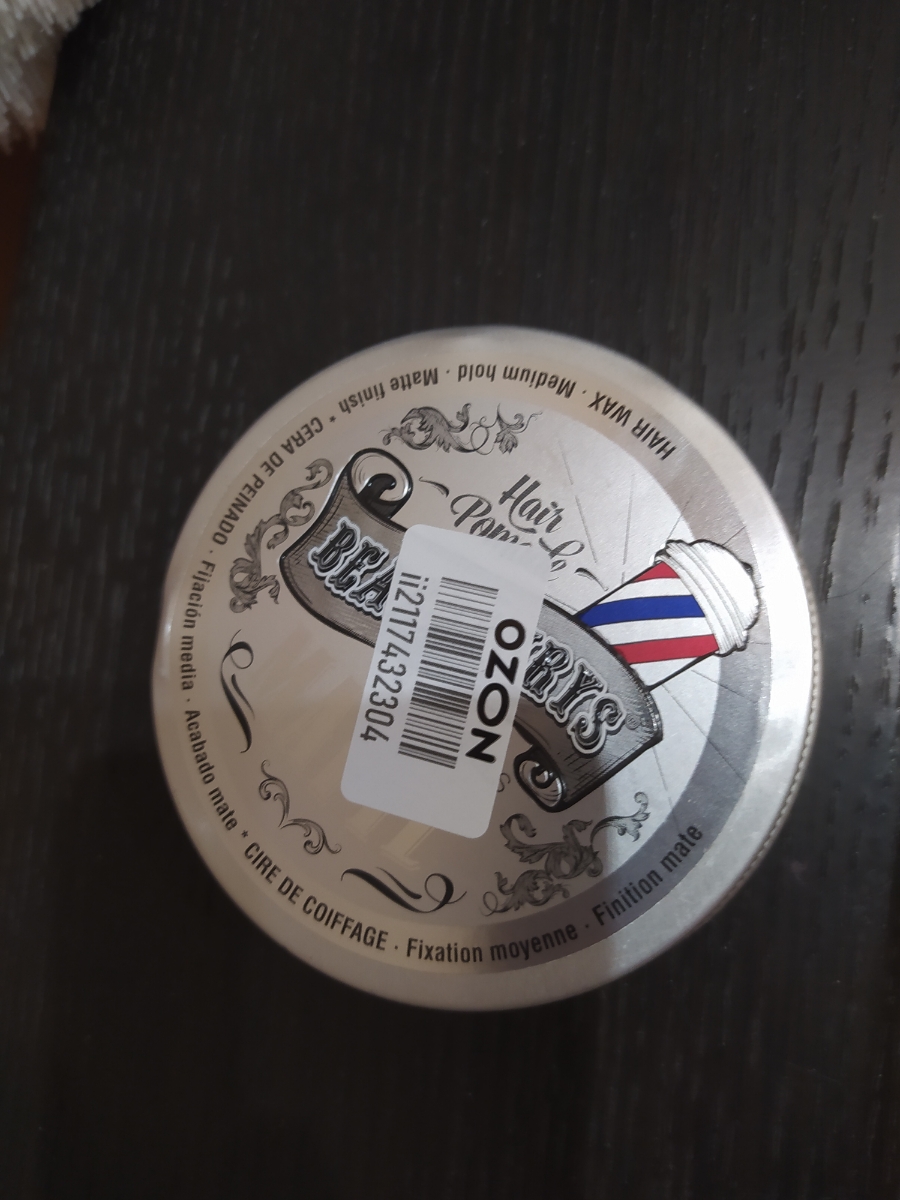 HAIR WAX · Medium hold · Matte finish * CERA DE PEINADO · Fijación media · Acabado mate * CIRE DE COIFFAGE · Fixation moyenne · Finition mate
Hair
OZON
ii2117432304